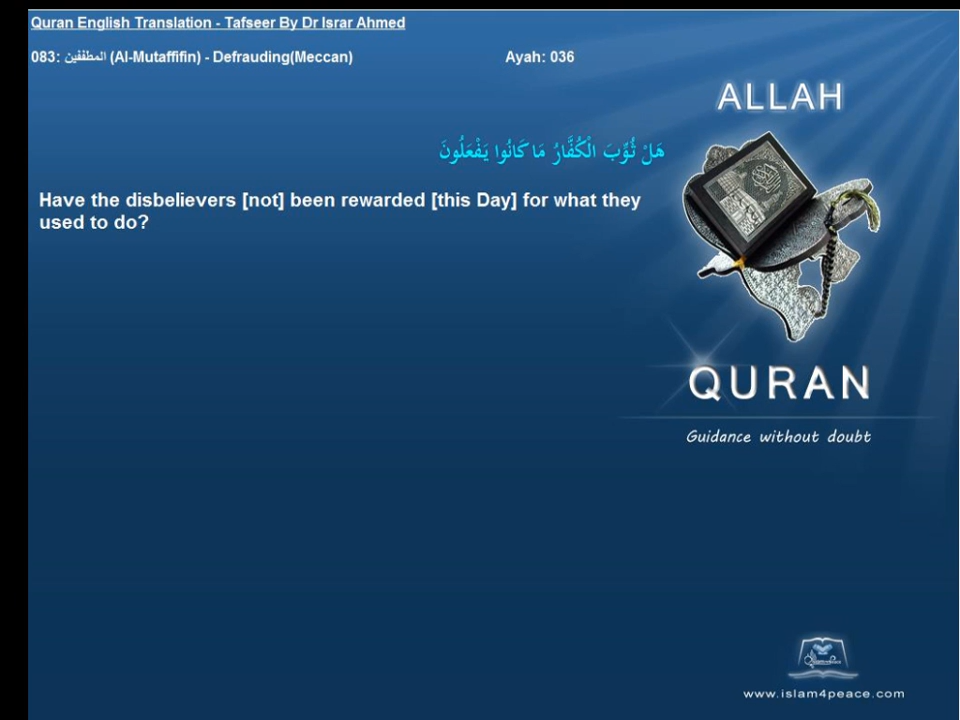 Quran English Translation - Tafseer By Dr Israr Ahmed
083: المطففين (Al-Mutaffifin) - Defrauding(Meccan) Ayah: 036
ALLAH
هَلْ ثُوِّبَ الْكُفَّارُ مَا كَانُوا يَفْعَلُونَ
Have the disbelievers [not] been rewarded [this Day] for what they
used to do?
QURAN
Guidance without doubt
www.islam4peace.com